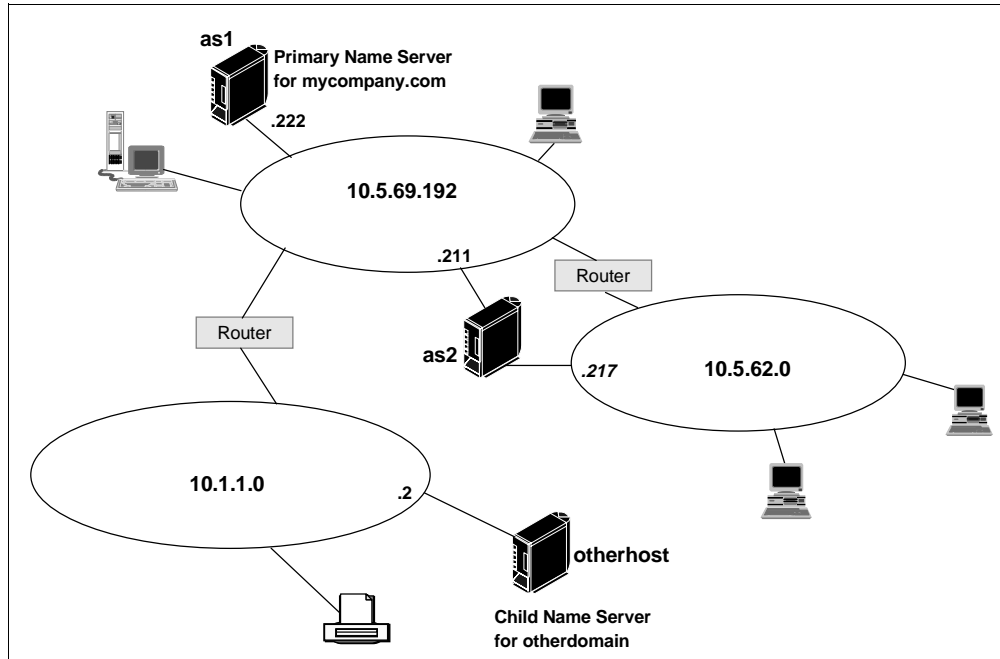 as1
Primary Name Server
for mycompany.com
.222
10.5.69.192
.211
Router
Router
as2
.217
10.5.62.0
10.1.1.0
.2
otherhost
Child Name Server
for otherdomain